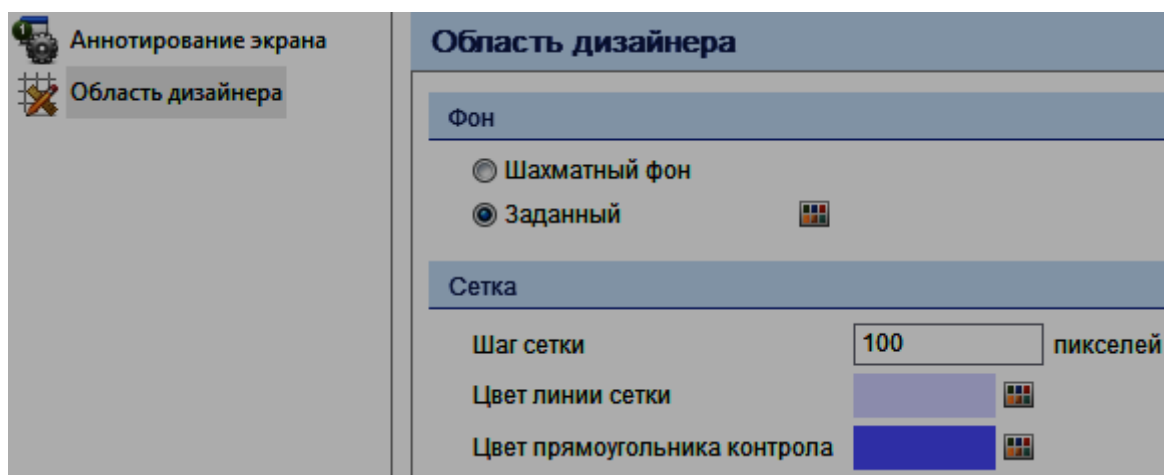 Аннотирование экрана
Область дизайнера
Область дизайнера
Фон
Шахматный фон
Заданный
Сетка
Шаг сетки 100 пикселей
Цвет линии сетки
Цвет прямоугольника контрола